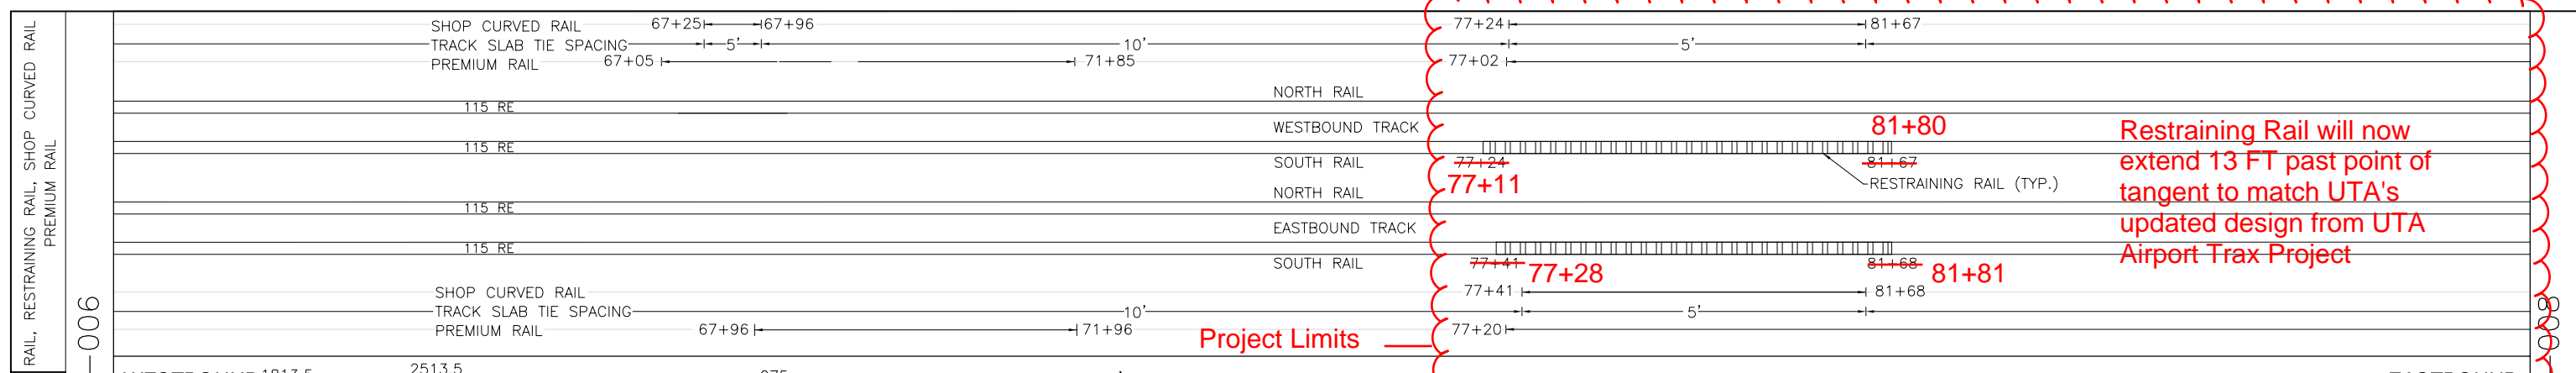 RAIL, RESTRAINING RAIL, SHOP CURVED RAIL
PREMIUM RAIL
-006
SHOP CURVED RAIL 67+25 67+96 77+24 81+67
TRACK SLAB TIE SPACING 5' 10' 5'
PREMIUM RAIL 67+05 71+85 77+02
NORTH RAIL
115 RE
WESTBOUND TRACK 81+80
115 RE
SOUTH RAIL 77+24 81+67
77+11 RESTRAINING RAIL (TYP.)
Restraining Rail will now
extend 13 FT past point of
tangent to match UTA's
updated design from UTA
Airport Trax Project
NORTH RAIL
115 RE
EASTBOUND TRACK
115 RE
SOUTH RAIL 77+41 77+28 81+68 81+81
SHOP CURVED RAIL 77+41 81+68
TRACK SLAB TIE SPACING 10' 5'
PREMIUM RAIL 67+96 71+96 77+20
Project Limits
2513.5